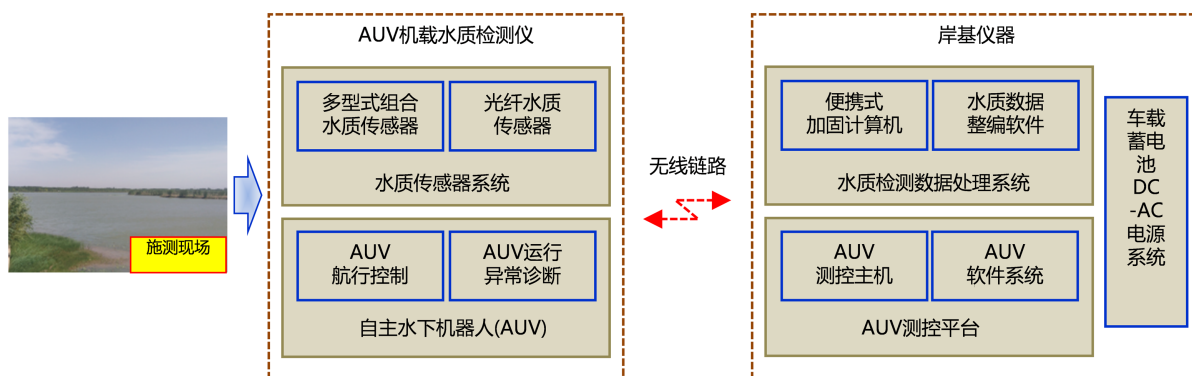 AUV机载水质检测仪
多型式组合
水质传感器
光纤水质
传感器
水质传感器系统
AUV
航行控制
AUV运行
异常诊断
自主水下机器人(AUV)
施测现场
无线链路
岸基仪器
便携式
加固计算机
水质数据
整编软件
水质检测数据处理系统
AUV
测控主机
AUV
软件系统
AUV测控平台
车载
蓄电
池
DC
-AC
电源
系统